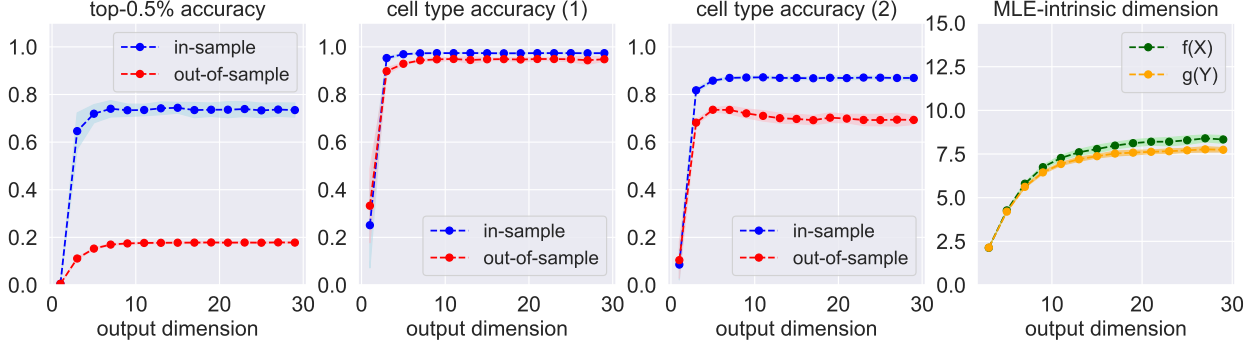 top-0.5% accuracy
1.0
0.8
0.6
0.4
0.2
0.0
0
10
20
30
output dimension
in-sample
out-of-sample
cell type accuracy (1)
1.0
0.8
0.6
0.4
0.2
0.0
0
10
20
30
output dimension
in-sample
out-of-sample
cell type accuracy (2)
1.0
0.8
0.6
0.4
0.2
0.0
0
10
20
30
output dimension
in-sample
out-of-sample
MLE-intrinsic dimension
15.0
12.5
10.0
7.5
5.0
2.5
0.0
10
20
30
output dimension
f(X)
g(Y)